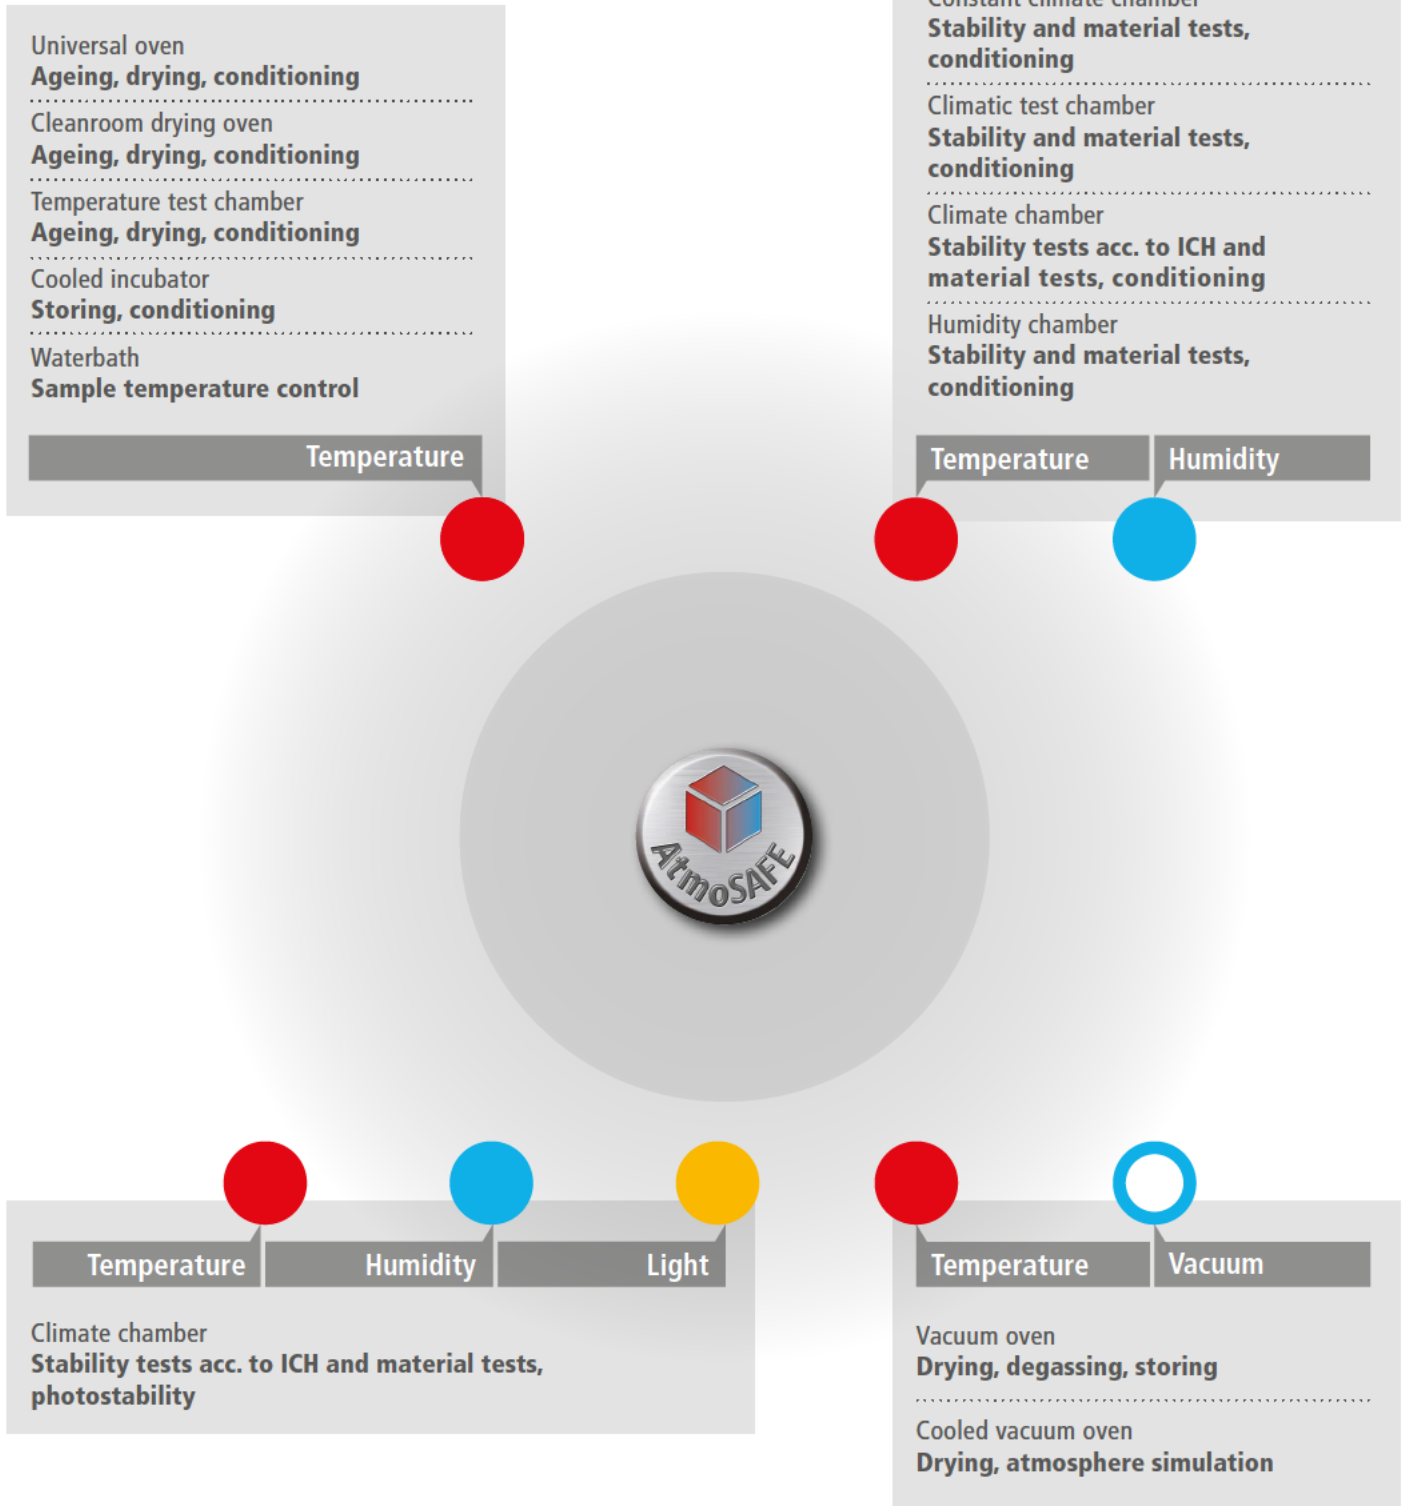 Universal oven
Ageing, drying, conditioning
Cleanroom drying oven
Ageing, drying, conditioning
Temperature test chamber
Ageing, drying, conditioning
Cooled incubator
Storing, conditioning
Waterbath
Sample temperature control
Temperature
Constant climate chamber
Stability and material tests,
conditioning
Climatic test chamber
Stability and material tests,
conditioning
Climate chamber
Stability tests acc. to ICH and
material tests, conditioning
Humidity chamber
Stability and material tests,
conditioning
Temperature
Humidity
AtmoSAFE
Temperature
Humidity
Light
Climate chamber
Stability tests acc. to ICH and material tests,
photostability
Temperature
Vacuum
Vacuum oven
Drying, degassing, storing
Cooled vacuum oven
Drying, atmosphere simulation